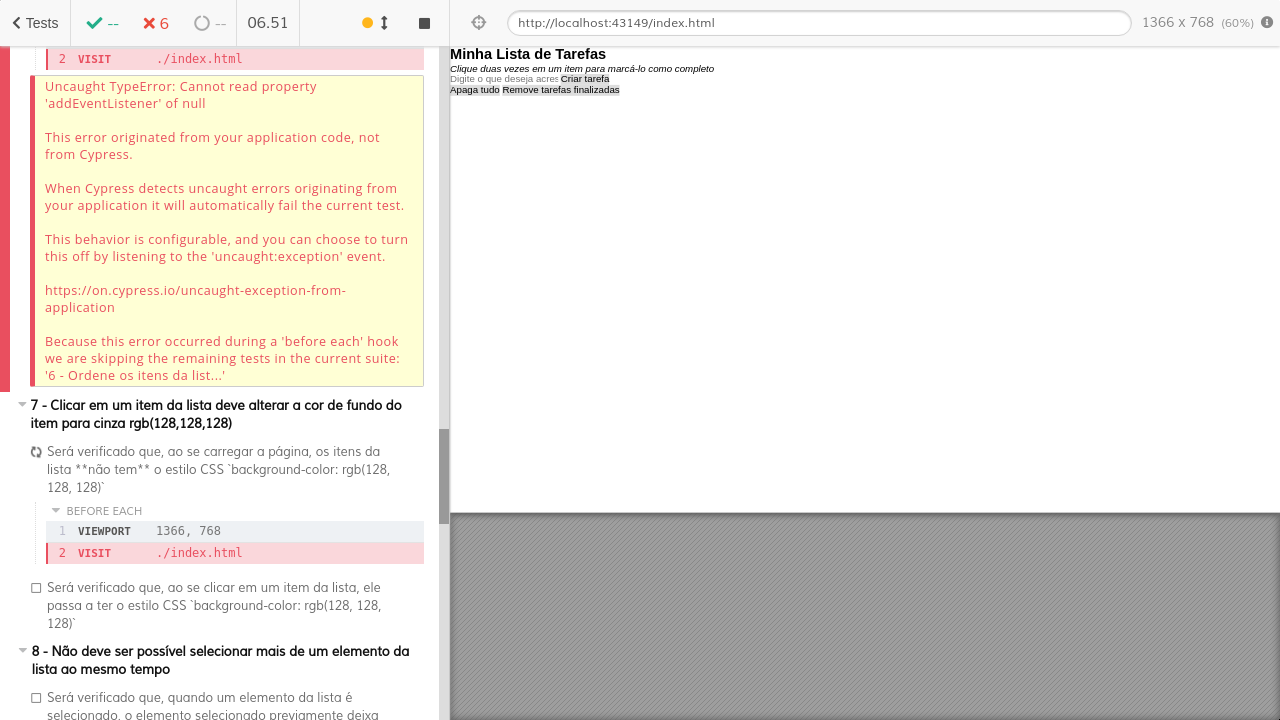 Tests
--
6
--
06.51
http://localhost:43149/index.html
1366 x 768 (60%)
2 VISIT ./index.html
Uncaught TypeError: Cannot read property
'addEventListener' of null
This error originated from your application code, not
from Cypress.
When Cypress detects uncaught errors originating from
your application it will automatically fail the current test.
This behavior is configurable, and you can choose to turn
this off by listening to the 'uncaught:exception' event.
https://on.cypress.io/uncaught-exception-from-
application
Because this error occurred during a 'before each' hook
we are skipping the remaining tests in the current suite:
'6 - Ordene os itens da list...'
7 - Clicar em um item da lista deve alterar a cor de fundo do
item para cinza rgb(128,128,128)
Será verificado que, ao se carregar a página, os itens da
lista **não tem** o estilo CSS `background-color: rgb(128,
128, 128)`
BEFORE EACH
1 VIEWPORT 1366, 768
2 VISIT ./index.html
Será verificado que, ao se clicar em um item da lista, ele
passa a ter o estilo CSS `background-color: rgb(128, 128,
128)`
8 - Não deve ser possível selecionar mais de um elemento da
lista ao mesmo tempo
Será verificado que, quando um elemento da lista é
selecionado, o elemento selecionado previamente deixa
Minha Lista de Tarefas
Clique duas vezes em um item para marcá-lo como completo
Digite o que deseja acres Criar tarefa
Apaga tudo Remove tarefas finalizadas